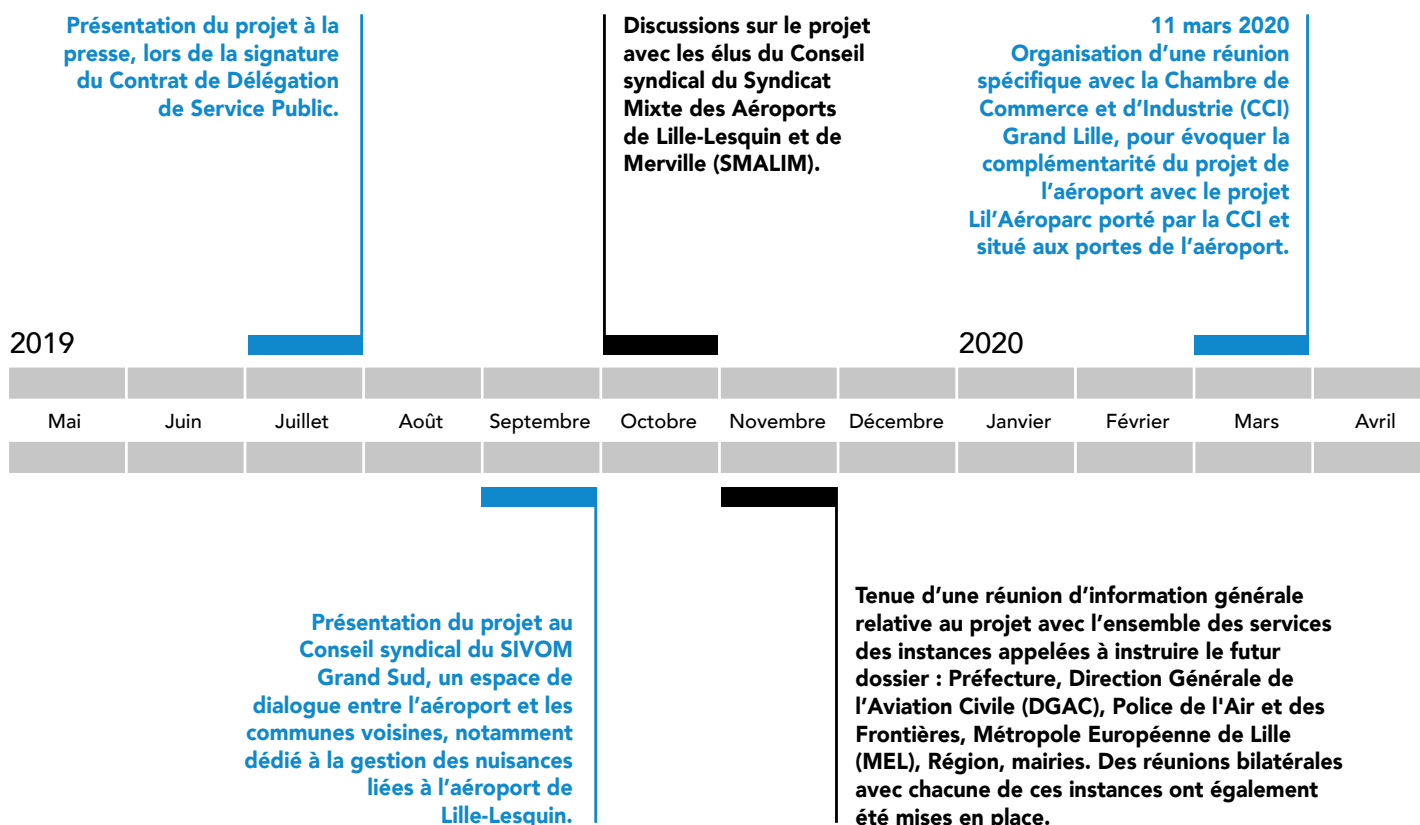 Présentation du projet à la
presse, lors de la signature
du Contrat de Délégation
de Service Public.
Discussions sur le projet
avec les élus du Conseil
syndical du Syndicat
Mixte des Aéroports
de Lille-Lesquin et de
Merville (SMALIM).
11 mars 2020
Organisation d’une réunion
spécifique avec la Chambre de
Commerce et d’Industrie (CCI)
Grand Lille, pour évoquer la
complémentarité du projet de
l’aéroport avec le projet
Lil’Aéroparc porté par la CCI et
situé aux portes de l’aéroport.
2019
2020
Mai Juin Juillet Août Septembre Octobre Novembre Décembre Janvier Février Mars Avril
Présentation du projet au
Conseil syndical du SIVOM
Grand Sud, un espace de
dialogue entre l’aéroport et les
communes voisines, notamment
dédié à la gestion des nuisances
liées à l’aéroport de
Lille-Lesquin.
Tenue d’une réunion d’information générale
relative au projet avec l’ensemble des services
des instances appelées à instruire le futur
dossier : Préfecture, Direction Générale de
l’Aviation Civile (DGAC), Police de l'Air et des
Frontières, Métropole Européenne de Lille
(MEL), Région, mairies. Des réunions bilatérales
avec chacune de ces instances ont également
été mises en place.